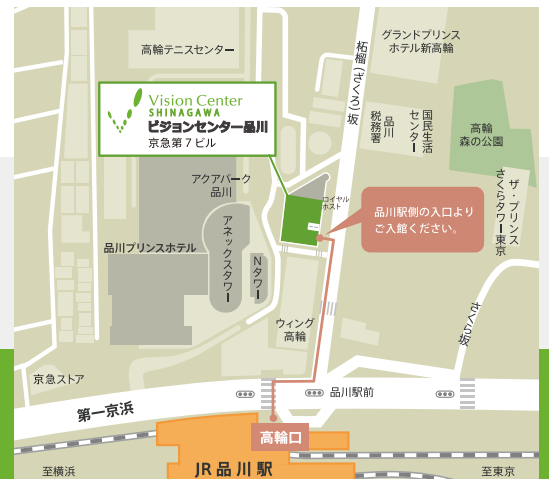 グランドプリンス
ホテル新高輪
高輪テニスセンター
柘榴(ざくろ)坂
Vision Center
SHINAGAWA
ビジョンセンター品川
京急第7ビル
品川
税務署
国民生活
センター
高輪
森の公園
アクアパーク
品川
ロイヤル
ホスト
ザ・プリンス
さくらタワー東京
品川駅側の入口より
ご入館ください。
品川プリンスホテル
アネックスタワー
Nタワー
ウィング
高輪
さくら坂
京急ストア
品川駅前
第一京浜
高輪口
JR品川駅
至横浜
至東京